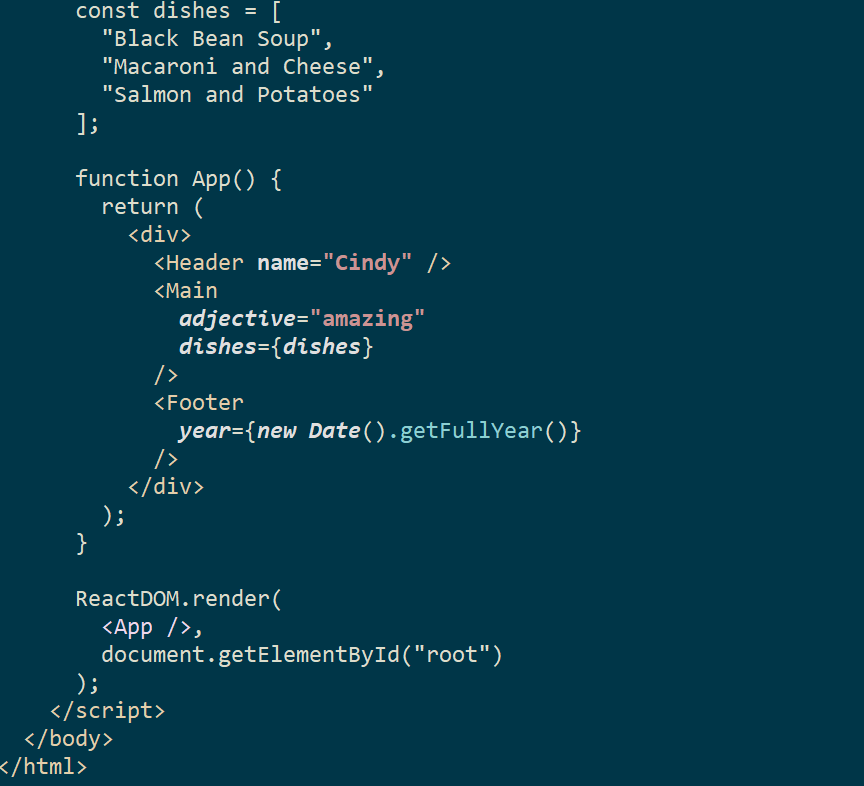 const dishes = [
"Black Bean Soup",
"Macaroni and Cheese",
"Salmon and Potatoes"
];
function App() {
return (
<div>
<Header name="Cindy" />
<Main
adjective="amazing"
dishes={dishes}
/>
<Footer
year={new Date().getFullYear()}
/>
</div>
);
}
ReactDOM.render(
<App />,
document.getElementById("root")
);
</script>
</body>
</html>